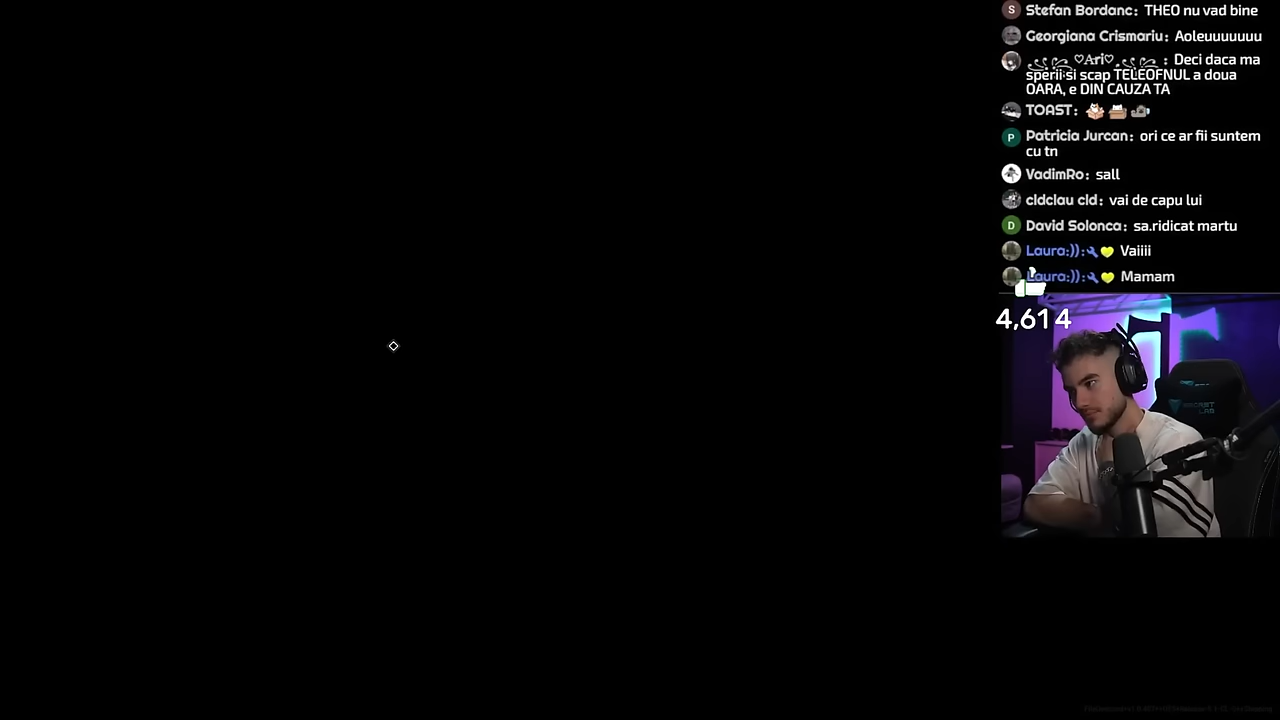 Stefan Bordanc: THEO nu vad bine
Georgiana Crismariu: Aoleuuuuuuu
♡Ari♡ : Deci daca ma
sperii si scap TELEOFNUL a doua
OARA, e DIN CAUZA TA
TOAST:
Patricia Jurcan: ori ce ar fii suntem
cu tn
VadimRo: sall
cldclau cld: vai de capu lui
David Solonca: sa.ridicat martu
Laura:)): Vaiiii
Laura:)): Mamam
4,614